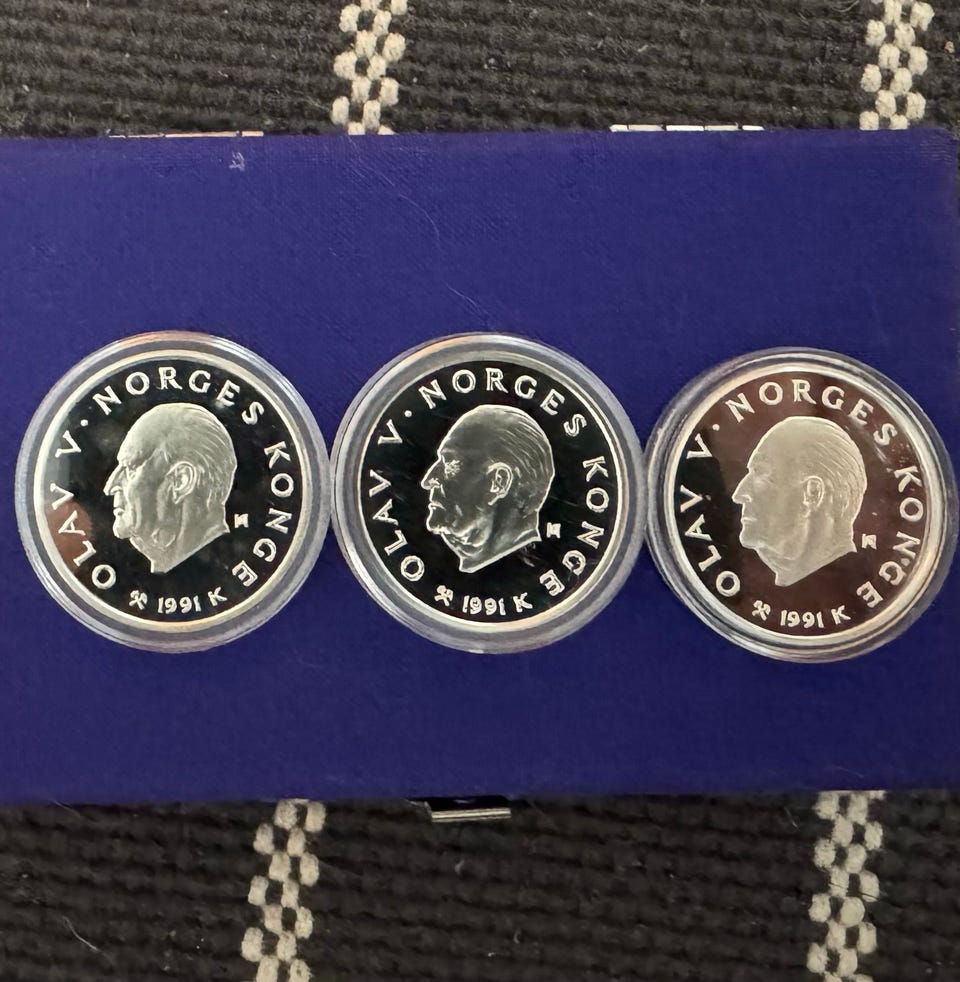 OLAV V · NORGES KONGE
⚒ 1991 K
OLAV V · NORGES KONGE
⚒ 1991 K
OLAV V · NORGES KONGE
⚒ 1991 K